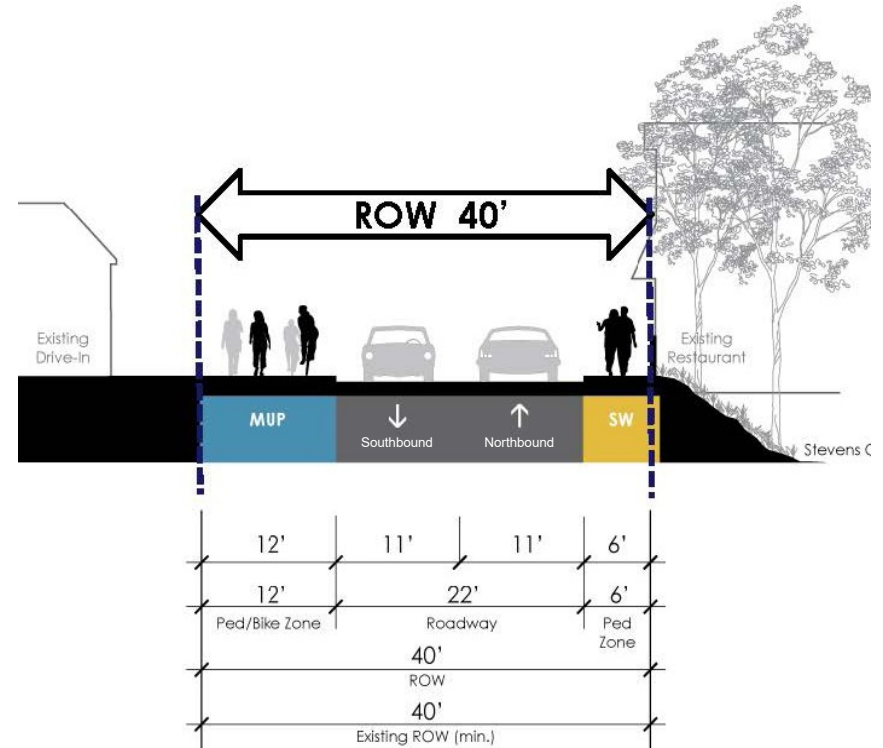 ROW 40'
Existing
Drive-In
Existing
Restaurant
MUP
Southbound
Northbound
SW
Stevens
12' 11' 11' 6'
12' 22' 6'
Ped/Bike Zone Roadway Ped
Zone
40'
ROW
40'
Existing ROW (min.)